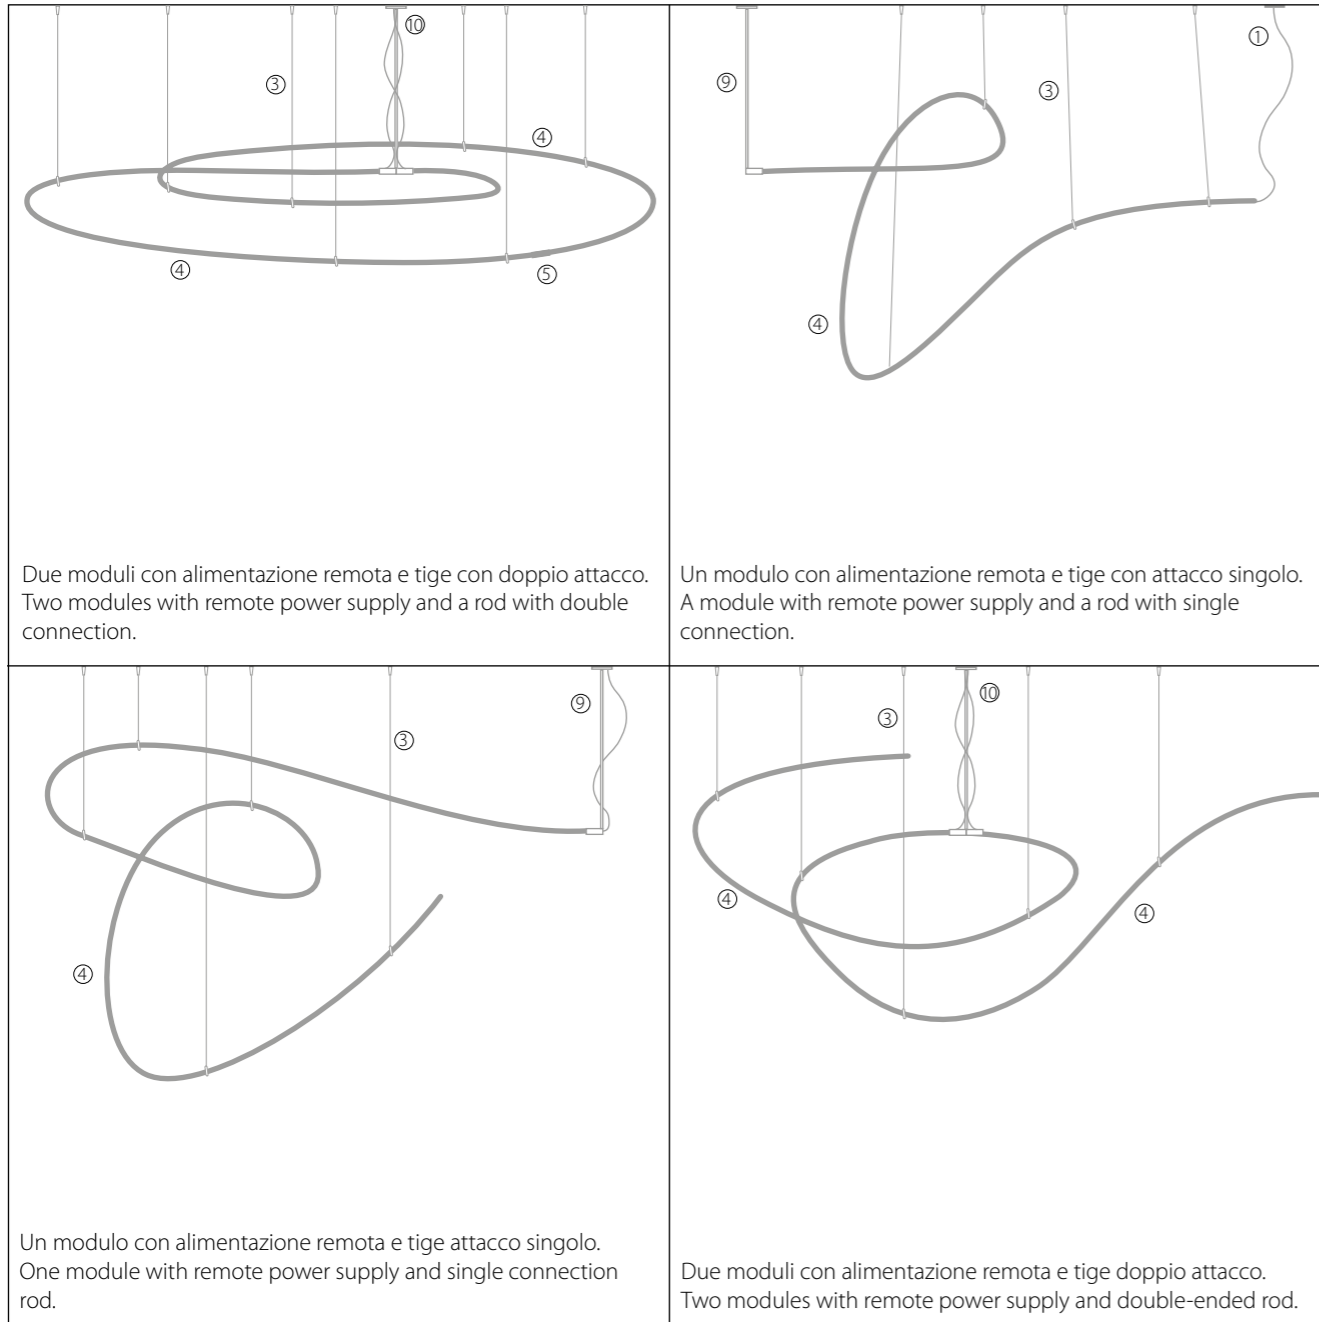 ⑩
③
④
④
⑤
Due moduli con alimentazione remota e tige con doppio attacco.
Two modules with remote power supply and a rod with double
connection.
①
⑨
③
④
Un modulo con alimentazione remota e tige con attacco singolo.
A module with remote power supply and a rod with single
connection.
⑨
③
④
Un modulo con alimentazione remota e tige attacco singolo.
One module with remote power supply and single connection
rod.
⑩
③
④
④
Due moduli con alimentazione remota e tige doppio attacco.
Two modules with remote power supply and double-ended rod.